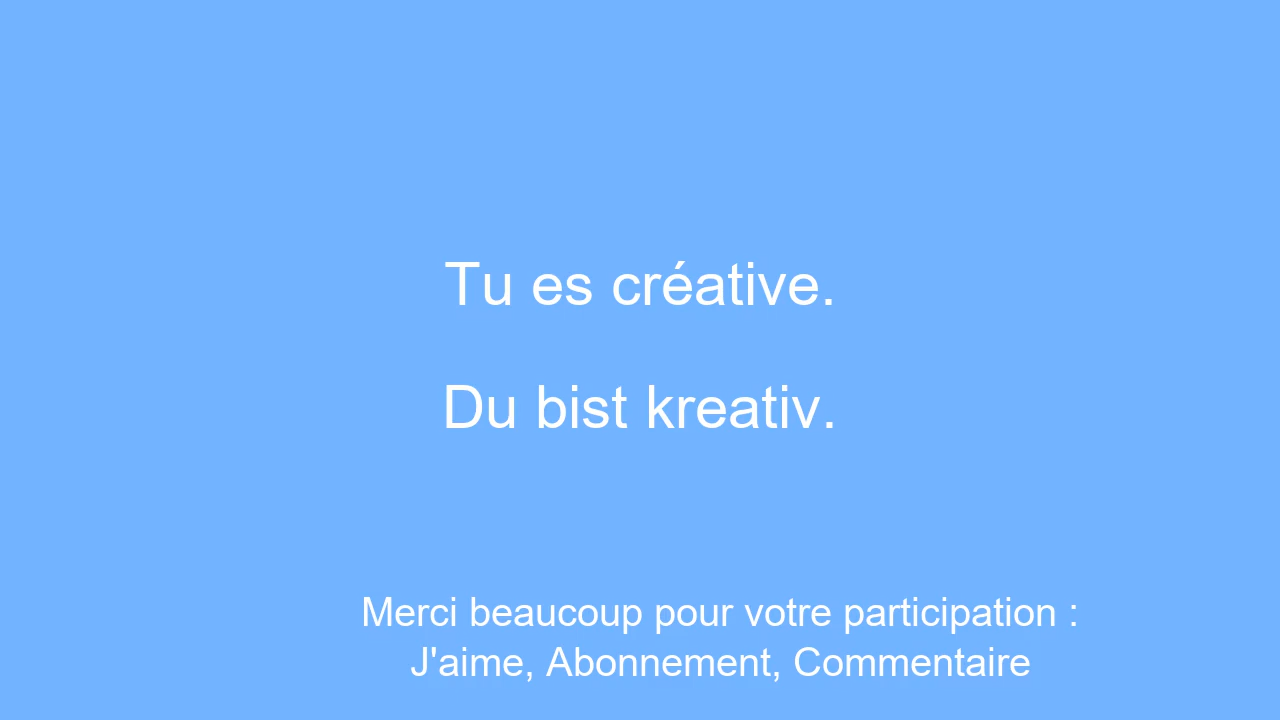 Tu es créative.
Du bist kreativ.
Merci beaucoup pour votre participation :
J'aime, Abonnement, Commentaire